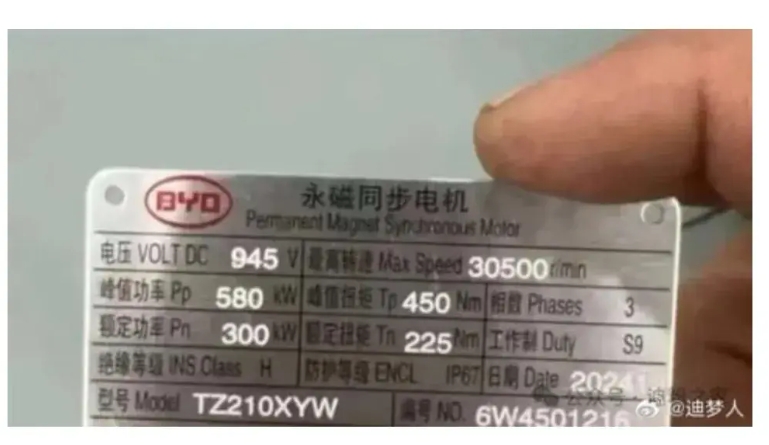 BYD 永磁同步电机
Permanent Magnet Synchronous Motor
电压 VOLT DC 945 V 最高转速 Max Speed 30500 r/min
峰值功率 Pp 580 kW 峰值扭矩 Tp 450 Nm 相数 Phases 3
额定功率 Pn 300 kW 额定扭矩 Tn 225 Nm 工作制 Duty S9
绝缘等级 INS Class H 防护等级 ENCL IP67 日期 Date 20241
型号 Model TZ210XYW 编号 NO. 6W4501216
公众号
@迪梦人